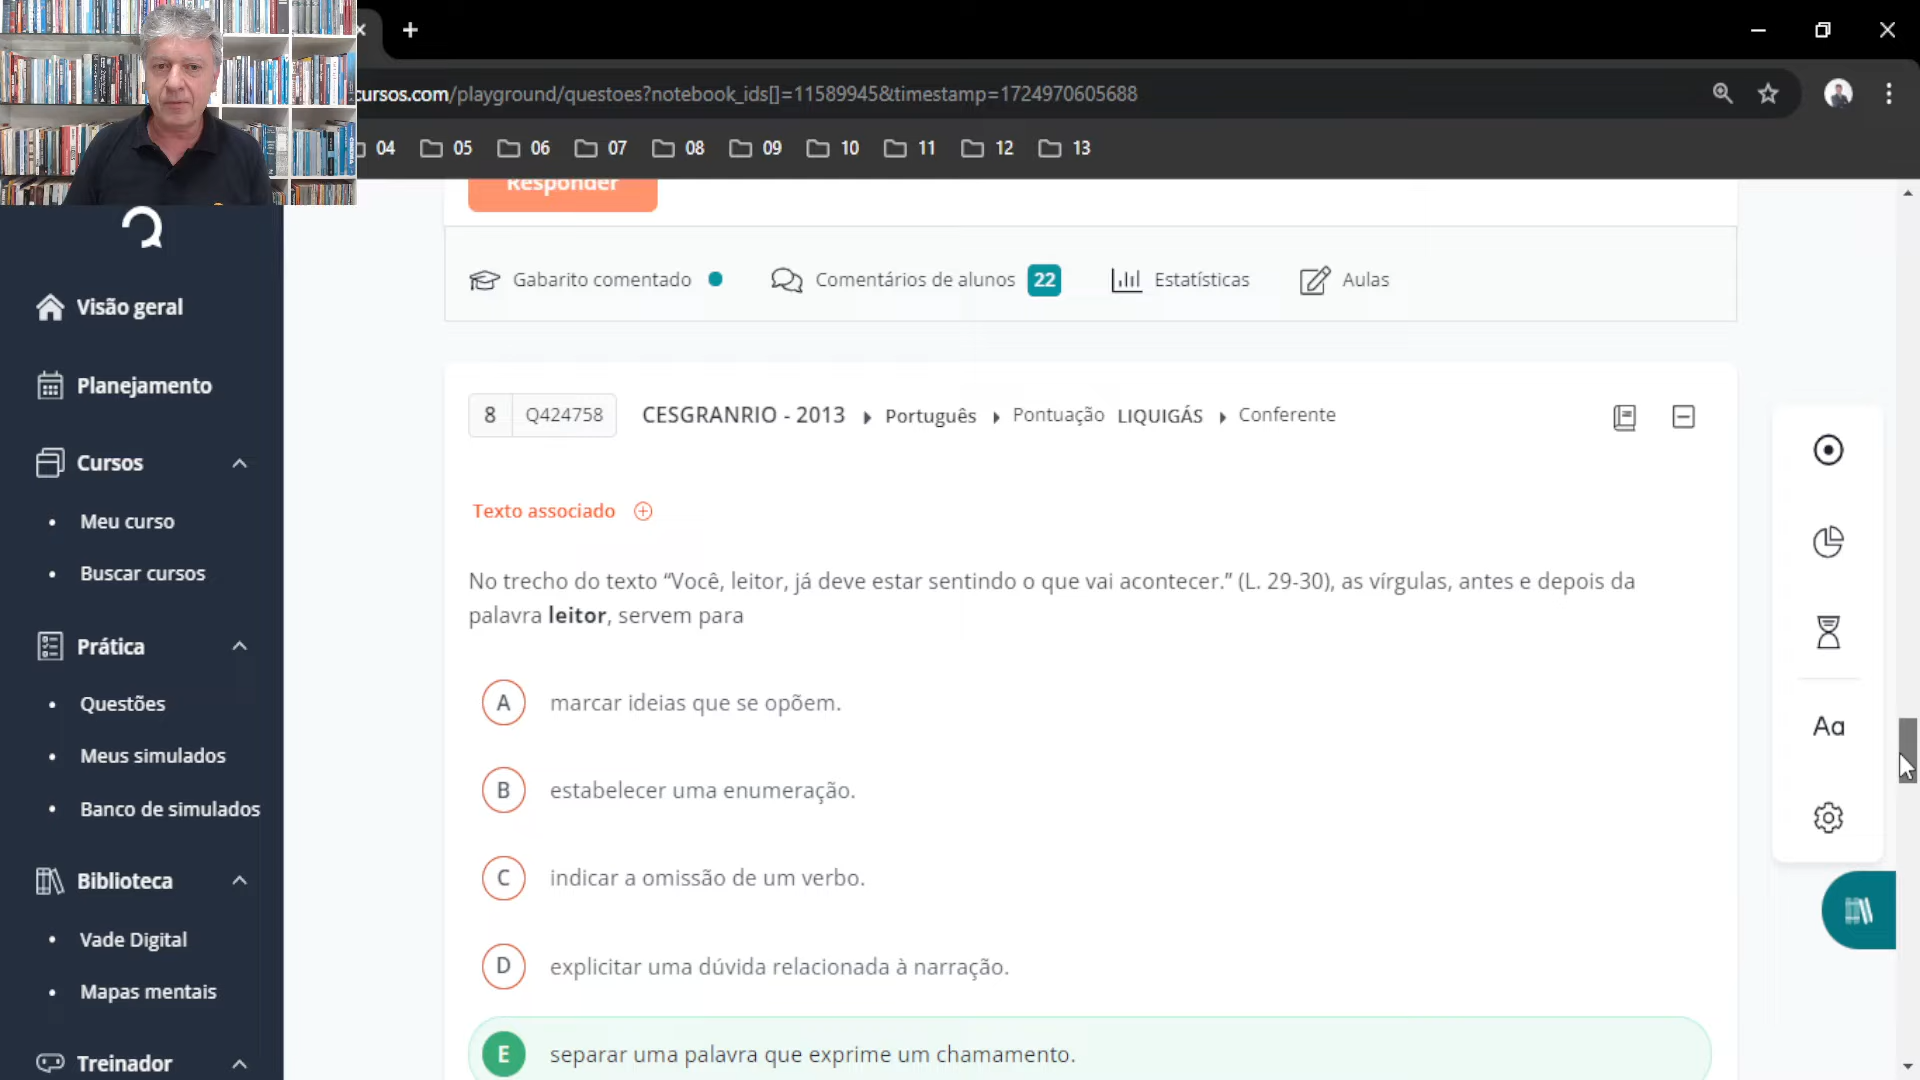 cursos.com/playground/questoes?notebook_ids[]=11589945&timestamp=1724970605688
04 05 06 07 08 09 10 11 12 13
Responder
Gabarito comentado
Comentários de alunos 22
Estatísticas
Aulas
Visão geral
Planejamento
Cursos
Meu curso
Buscar cursos
Prática
Questões
Meus simulados
Banco de simulados
Biblioteca
Vade Digital
Mapas mentais
Treinador
8 Q424758 CESGRANRIO - 2013 Português Pontuação LIQUIGÁS Conferente
Texto associado
No trecho do texto “Você, leitor, já deve estar sentindo o que vai acontecer.” (L. 29-30), as vírgulas, antes e depois da
palavra leitor, servem para
A marcar ideias que se opõem.
B estabelecer uma enumeração.
C indicar a omissão de um verbo.
D explicitar uma dúvida relacionada à narração.
E separar uma palavra que exprime um chamamento.
Aa